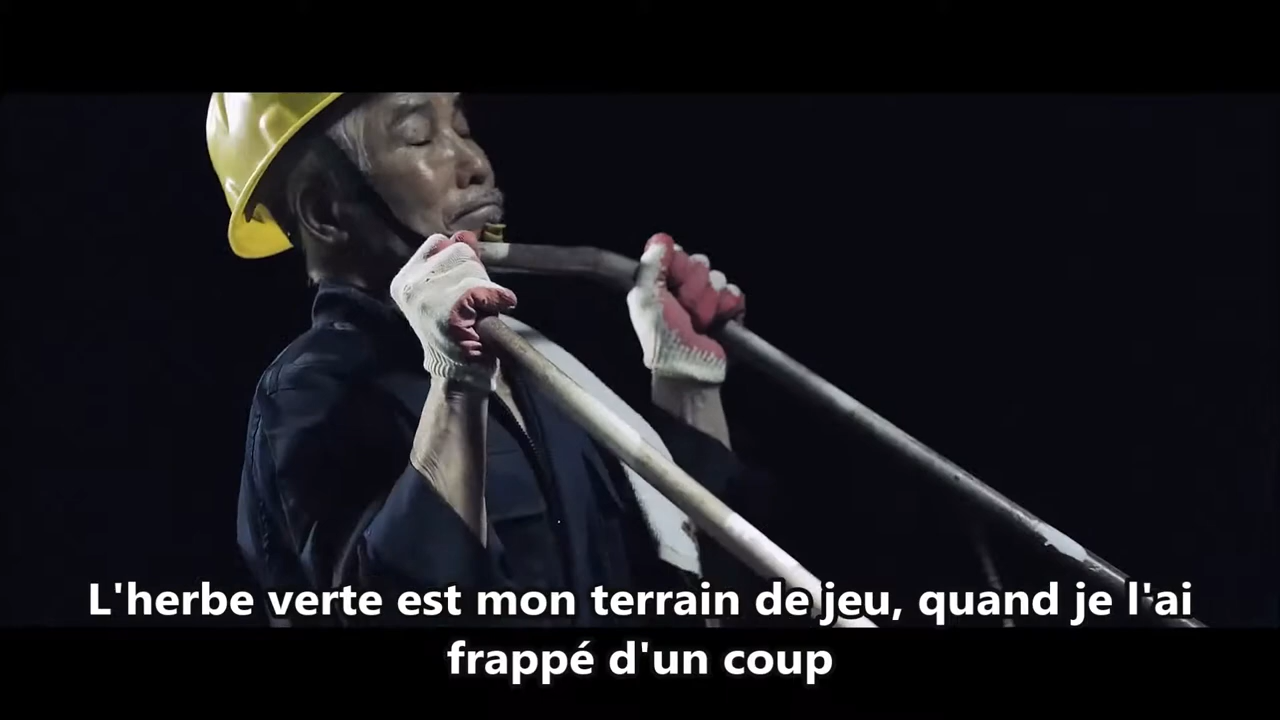 L'herbe verte est mon terrain de jeu, quand je l'ai
frappé d'un coup